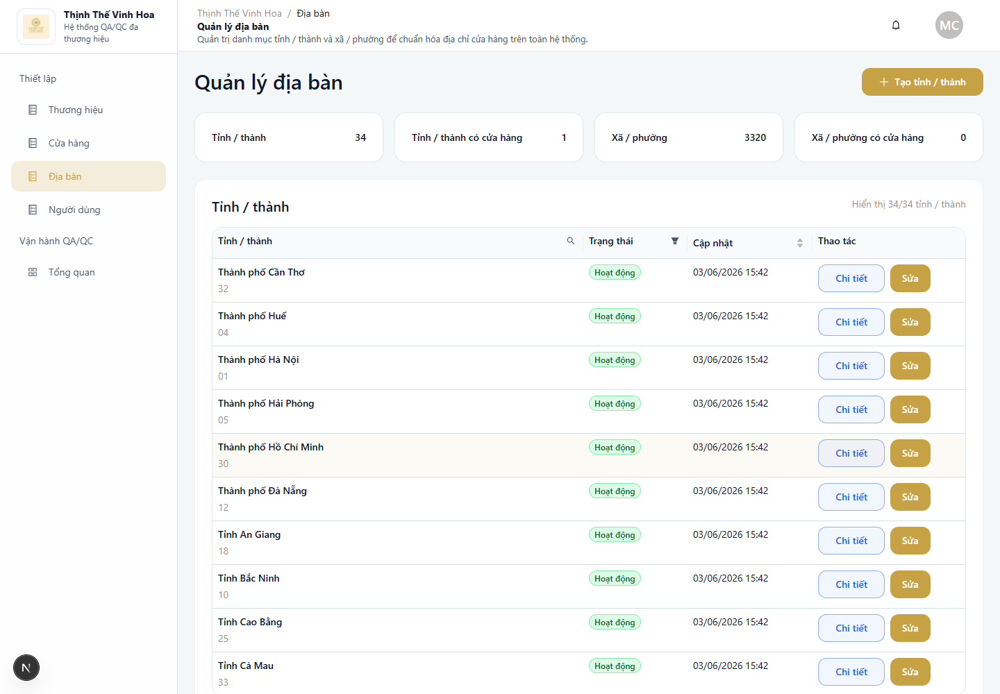 Thịnh Thế Vinh Hoa
Hệ thống QA/QC đa
thương hiệu
Thiết lập
Thương hiệu
Cửa hàng
Địa bàn
Người dùng
Vận hành QA/QC
Tổng quan
N
Thịnh Thế Vinh Hoa / Địa bàn
Quản lý địa bàn
Quản trị danh mục tỉnh / thành và xã / phường để chuẩn hóa địa chỉ cửa hàng trên toàn hệ thống.
MC
Quản lý địa bàn
Tạo tỉnh / thành
Tỉnh / thành 34
Tỉnh / thành có cửa hàng 1
Xã / phường 3320
Xã / phường có cửa hàng 0
Tỉnh / thành
Hiển thị 34/34 tỉnh / thành
Tỉnh / thành Trạng thái Cập nhật Thao tác
Thành phố Cần Thơ Hoạt động 03/06/2026 15:42 Chi tiết Sửa
32
Thành phố Huế Hoạt động 03/06/2026 15:42 Chi tiết Sửa
04
Thành phố Hà Nội Hoạt động 03/06/2026 15:42 Chi tiết Sửa
01
Thành phố Hải Phòng Hoạt động 03/06/2026 15:42 Chi tiết Sửa
05
Thành phố Hồ Chí Minh Hoạt động 03/06/2026 15:42 Chi tiết Sửa
30
Thành phố Đà Nẵng Hoạt động 03/06/2026 15:42 Chi tiết Sửa
12
Tỉnh An Giang Hoạt động 03/06/2026 15:42 Chi tiết Sửa
18
Tỉnh Bắc Ninh Hoạt động 03/06/2026 15:42 Chi tiết Sửa
10
Tỉnh Cao Bằng Hoạt động 03/06/2026 15:42 Chi tiết Sửa
25
Tỉnh Cà Mau Hoạt động 03/06/2026 15:42 Chi tiết Sửa
33